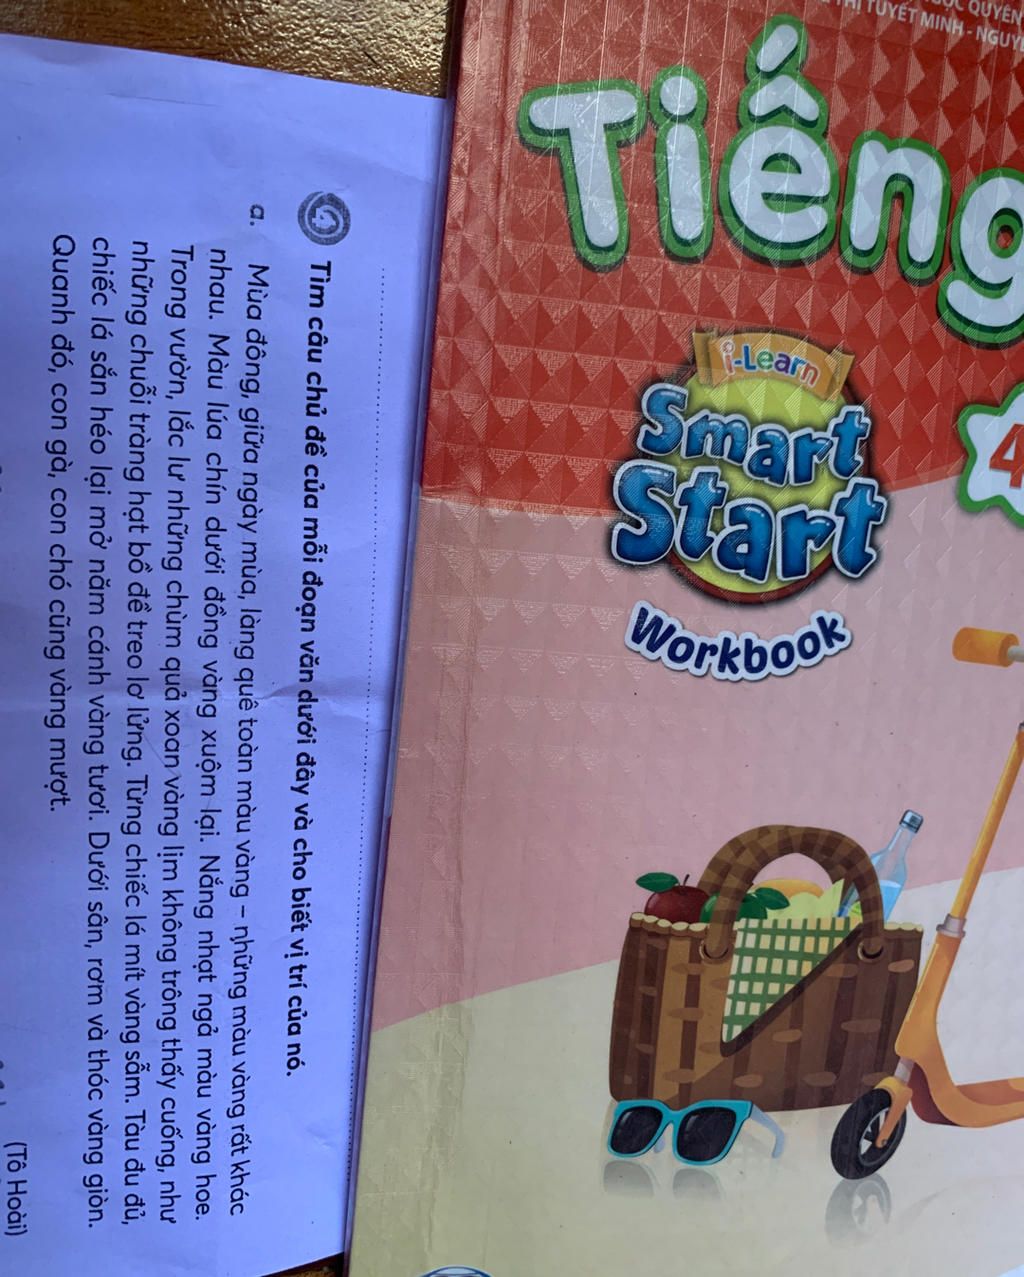 4 Tìm câu chủ đề của mỗi đoạn văn dưới đây và cho biết vị trí của nó.
a. Mùa đông, giữa ngày mùa, làng quê toàn màu vàng – những màu vàng rất khác
nhau. Màu lúa chín dưới đồng vàng xuộm lại. Nắng nhạt ngả màu vàng hoe.
Trong vườn, lắc lư những chùm quả xoan vàng lịm không trông thấy cuống, như
những chuỗi tràng hạt bồ đề treo lơ lửng. Từng chiếc lá mít vàng sẫm. Tàu đu đủ,
chiếc lá sắn héo lại mở năm cánh vàng tươi. Dưới sân, rơm và thóc vàng giòn.
Quanh đó, con gà, con chó cũng vàng mượt.
(Tô Hoài)
QUYÊN
THỊ TUYẾT MINH - NGUY
Tiếng
i-Learn
Smart
Start
4
Workbook